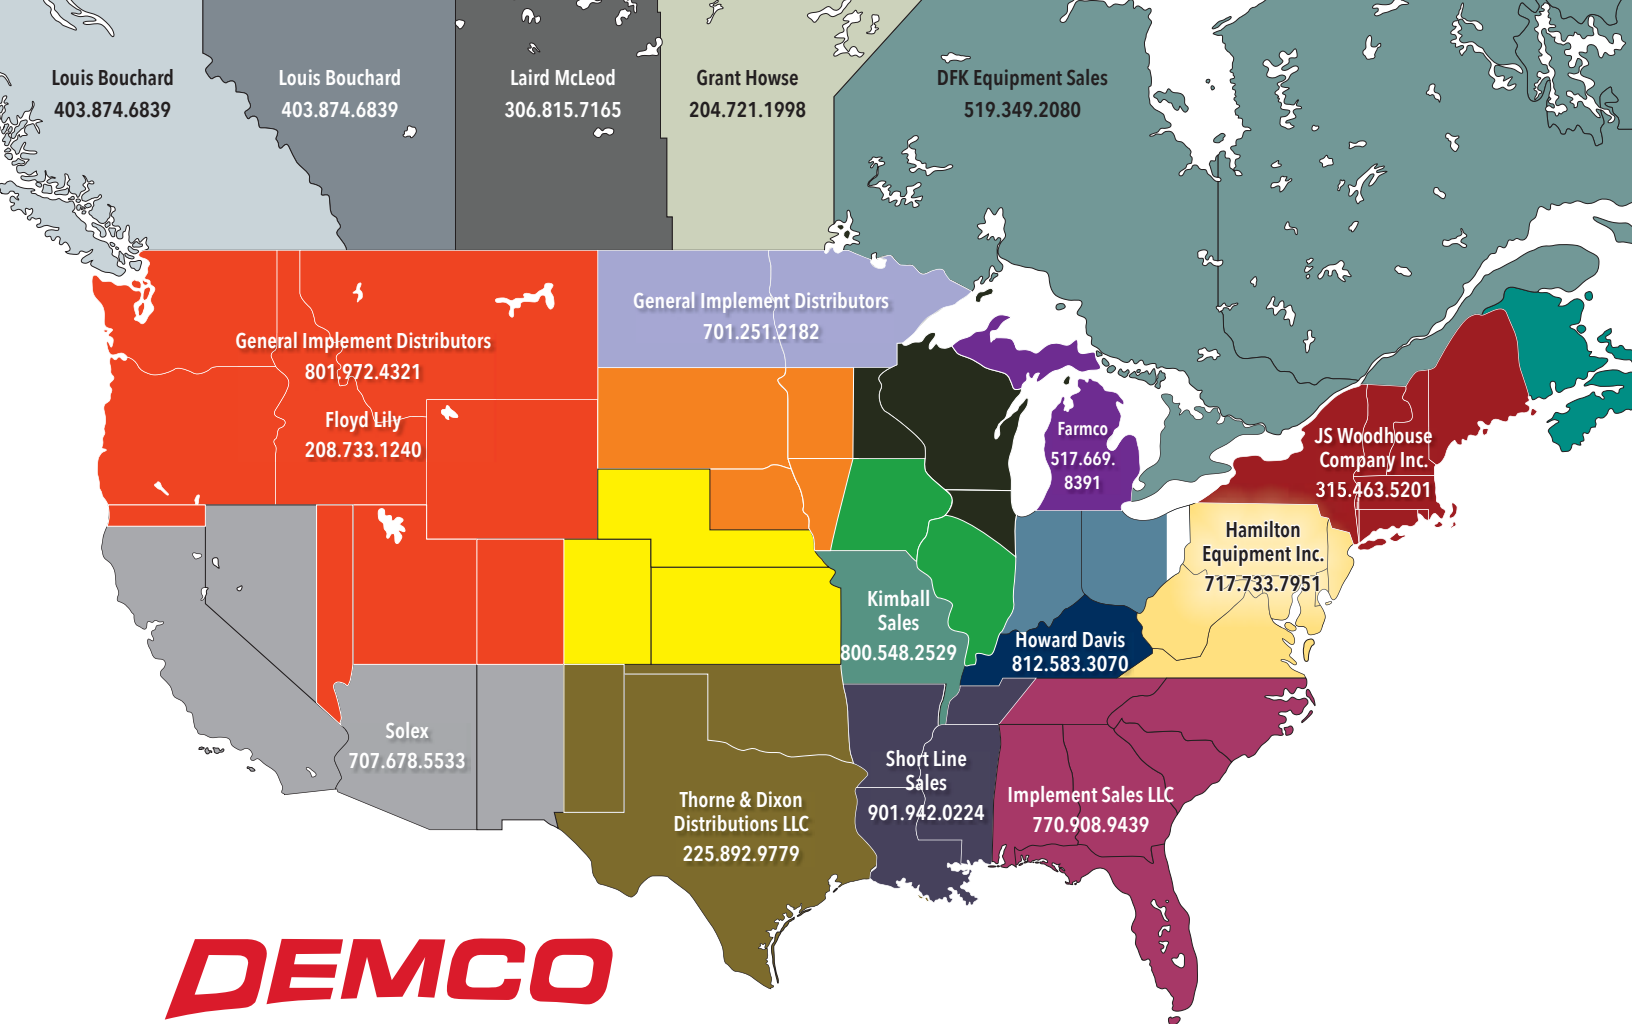 Louis Bouchard
403.874.6839
Louis Bouchard
403.874.6839
Laird McLeod
306.815.7165
Grant Howse
204.721.1998
DFK Equipment Sales
519.349.2080
General Implement Distributors
801.972.4321
Floyd Lily
208.733.1240
General Implement Distributors
701.251.2182
Farmco
517.669.
8391
JS Woodhouse
Company Inc.
315.463.5201
Hamilton
Equipment Inc.
717.733.7951
Kimball
Sales
800.548.2529
Howard Davis
812.583.3070
Solex
707.678.5533
Short Line
Sales
901.942.0224
Thorne & Dixon
Distributions LLC
225.892.9779
Implement Sales LLC
770.908.9439
DEMCO